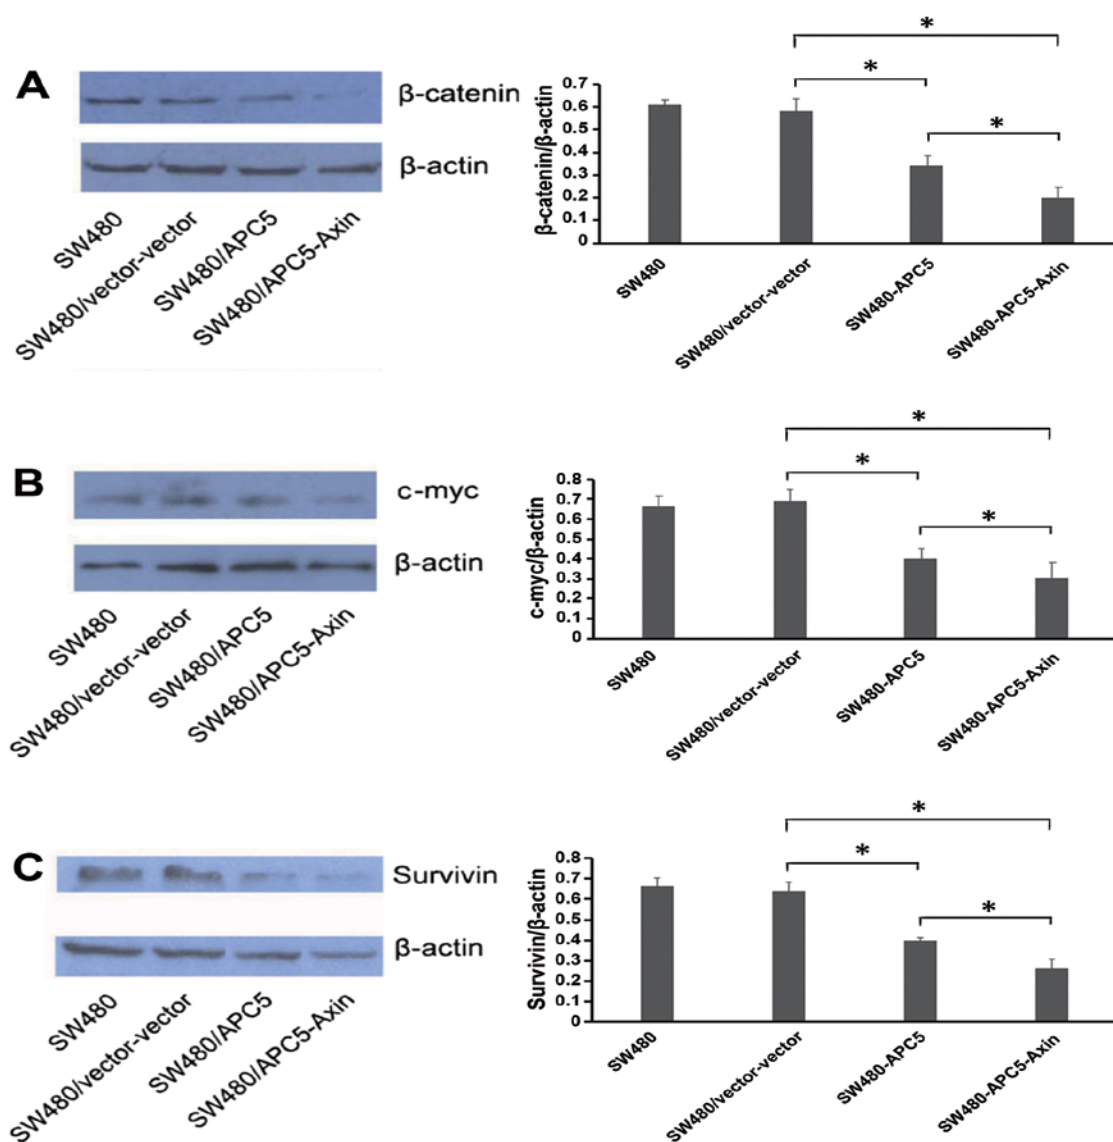 A
β-catenin
β-actin
SW480
SW480/vector-vector
SW480/APC5
SW480/APC5-Axin
β-catenin/β-actin
0.7
0.6
0.5
0.4
0.3
0.2
0.1
0
*
*
*
SW480
SW480/vector-vector
SW480-APC5
SW480-APC5-Axin
B
c-myc
β-actin
SW480
SW480/vector-vector
SW480/APC5
SW480/APC5-Axin
c-myc/β-actin
0.8
0.7
0.6
0.5
0.4
0.3
0.2
0.1
0
*
*
*
SW480
SW480/vector-vector
SW480-APC5
SW480-APC5-Axin
C
Survivin
β-actin
SW480
SW480/vector-vector
SW480/APC5
SW480/APC5-Axin
Survivin/β-actin
0.8
0.7
0.6
0.5
0.4
0.3
0.2
0.1
0
*
*
*
SW480
SW480/vector-vector
SW480-APC5
SW480-APC5-Axin